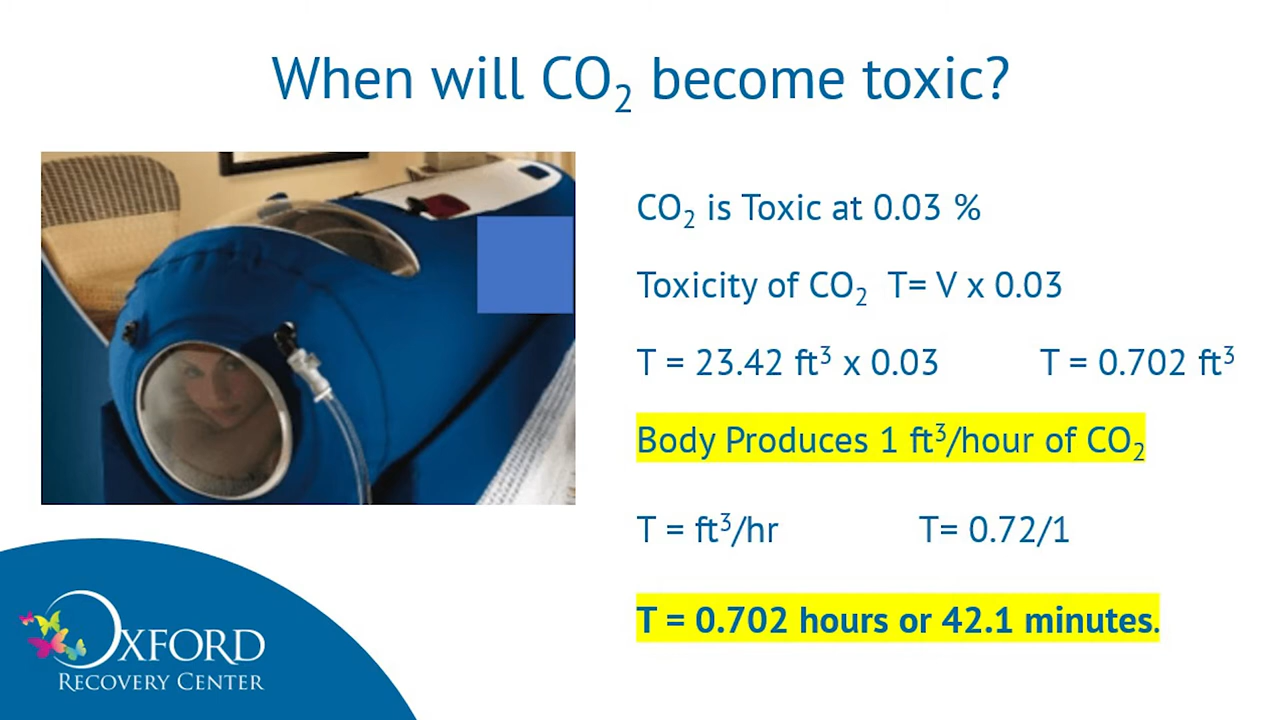 When will CO₂ become toxic?
CO₂ is Toxic at 0.03 %
Toxicity of CO₂ T= V x 0.03
T = 23.42 ft³ x 0.03 T = 0.702 ft³
Body Produces 1 ft³/hour of CO₂
T = ft³/hr T= 0.72/1
T = 0.702 hours or 42.1 minutes.
OXFORD
RECOVERY CENTER